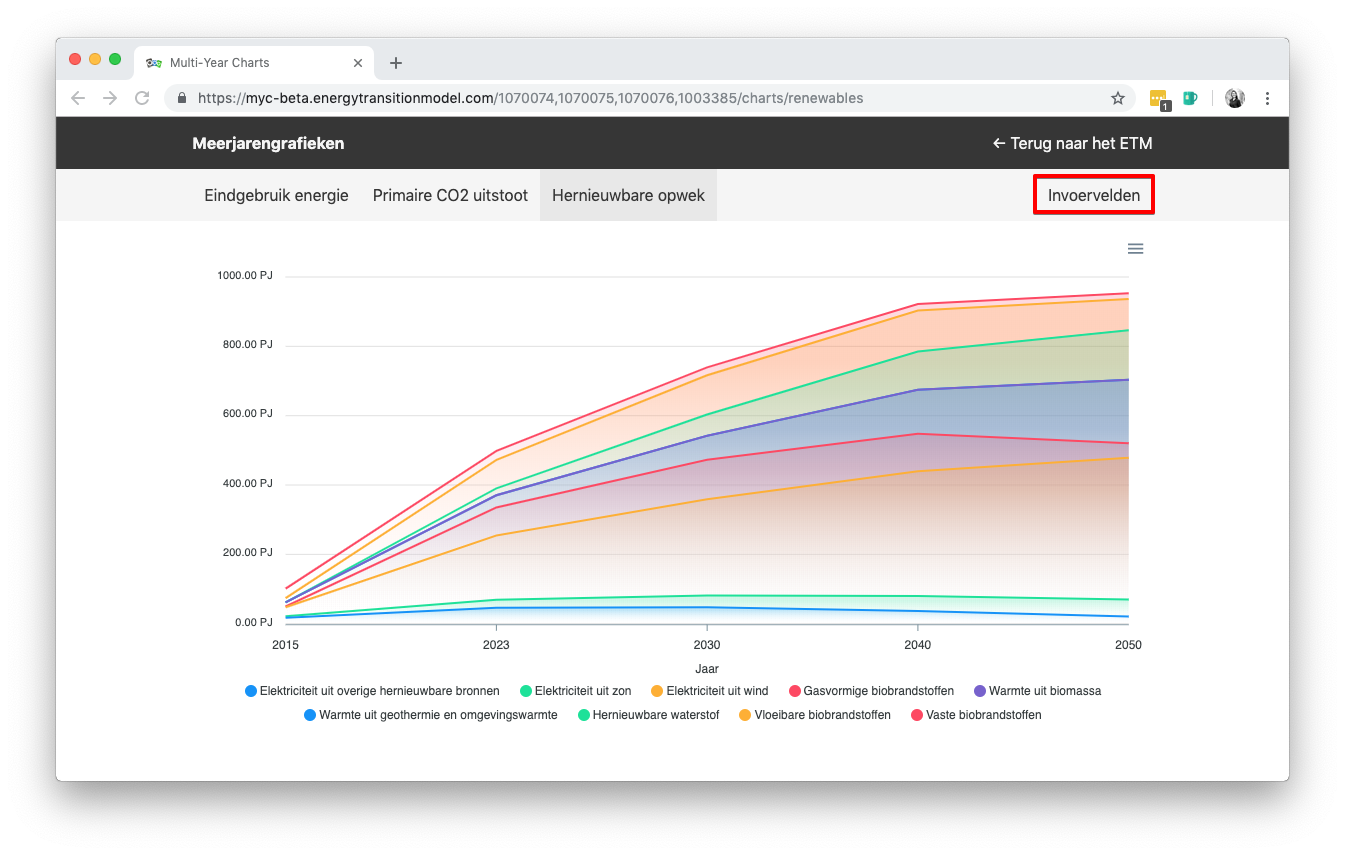 Multi-Year Charts
https://myc-beta.energytransitionmodel.com/1070074,1070075,1070076,1003385/charts/renewables
1
Meerjarengrafieken
← Terug naar het ETM
Eindgebruik energie Primaire CO2 uitstoot Hernieuwbare opwek Invoervelden
1000.00 PJ
800.00 PJ
600.00 PJ
400.00 PJ
200.00 PJ
0.00 PJ
2015 2023 2030 2040 2050
Jaar
Elektriciteit uit overige hernieuwbare bronnen Elektriciteit uit zon Elektriciteit uit wind Gasvormige biobrandstoffen Warmte uit biomassa
Warmte uit geothermie en omgevingswarmte Hernieuwbare waterstof Vloeibare biobrandstoffen Vaste biobrandstoffen